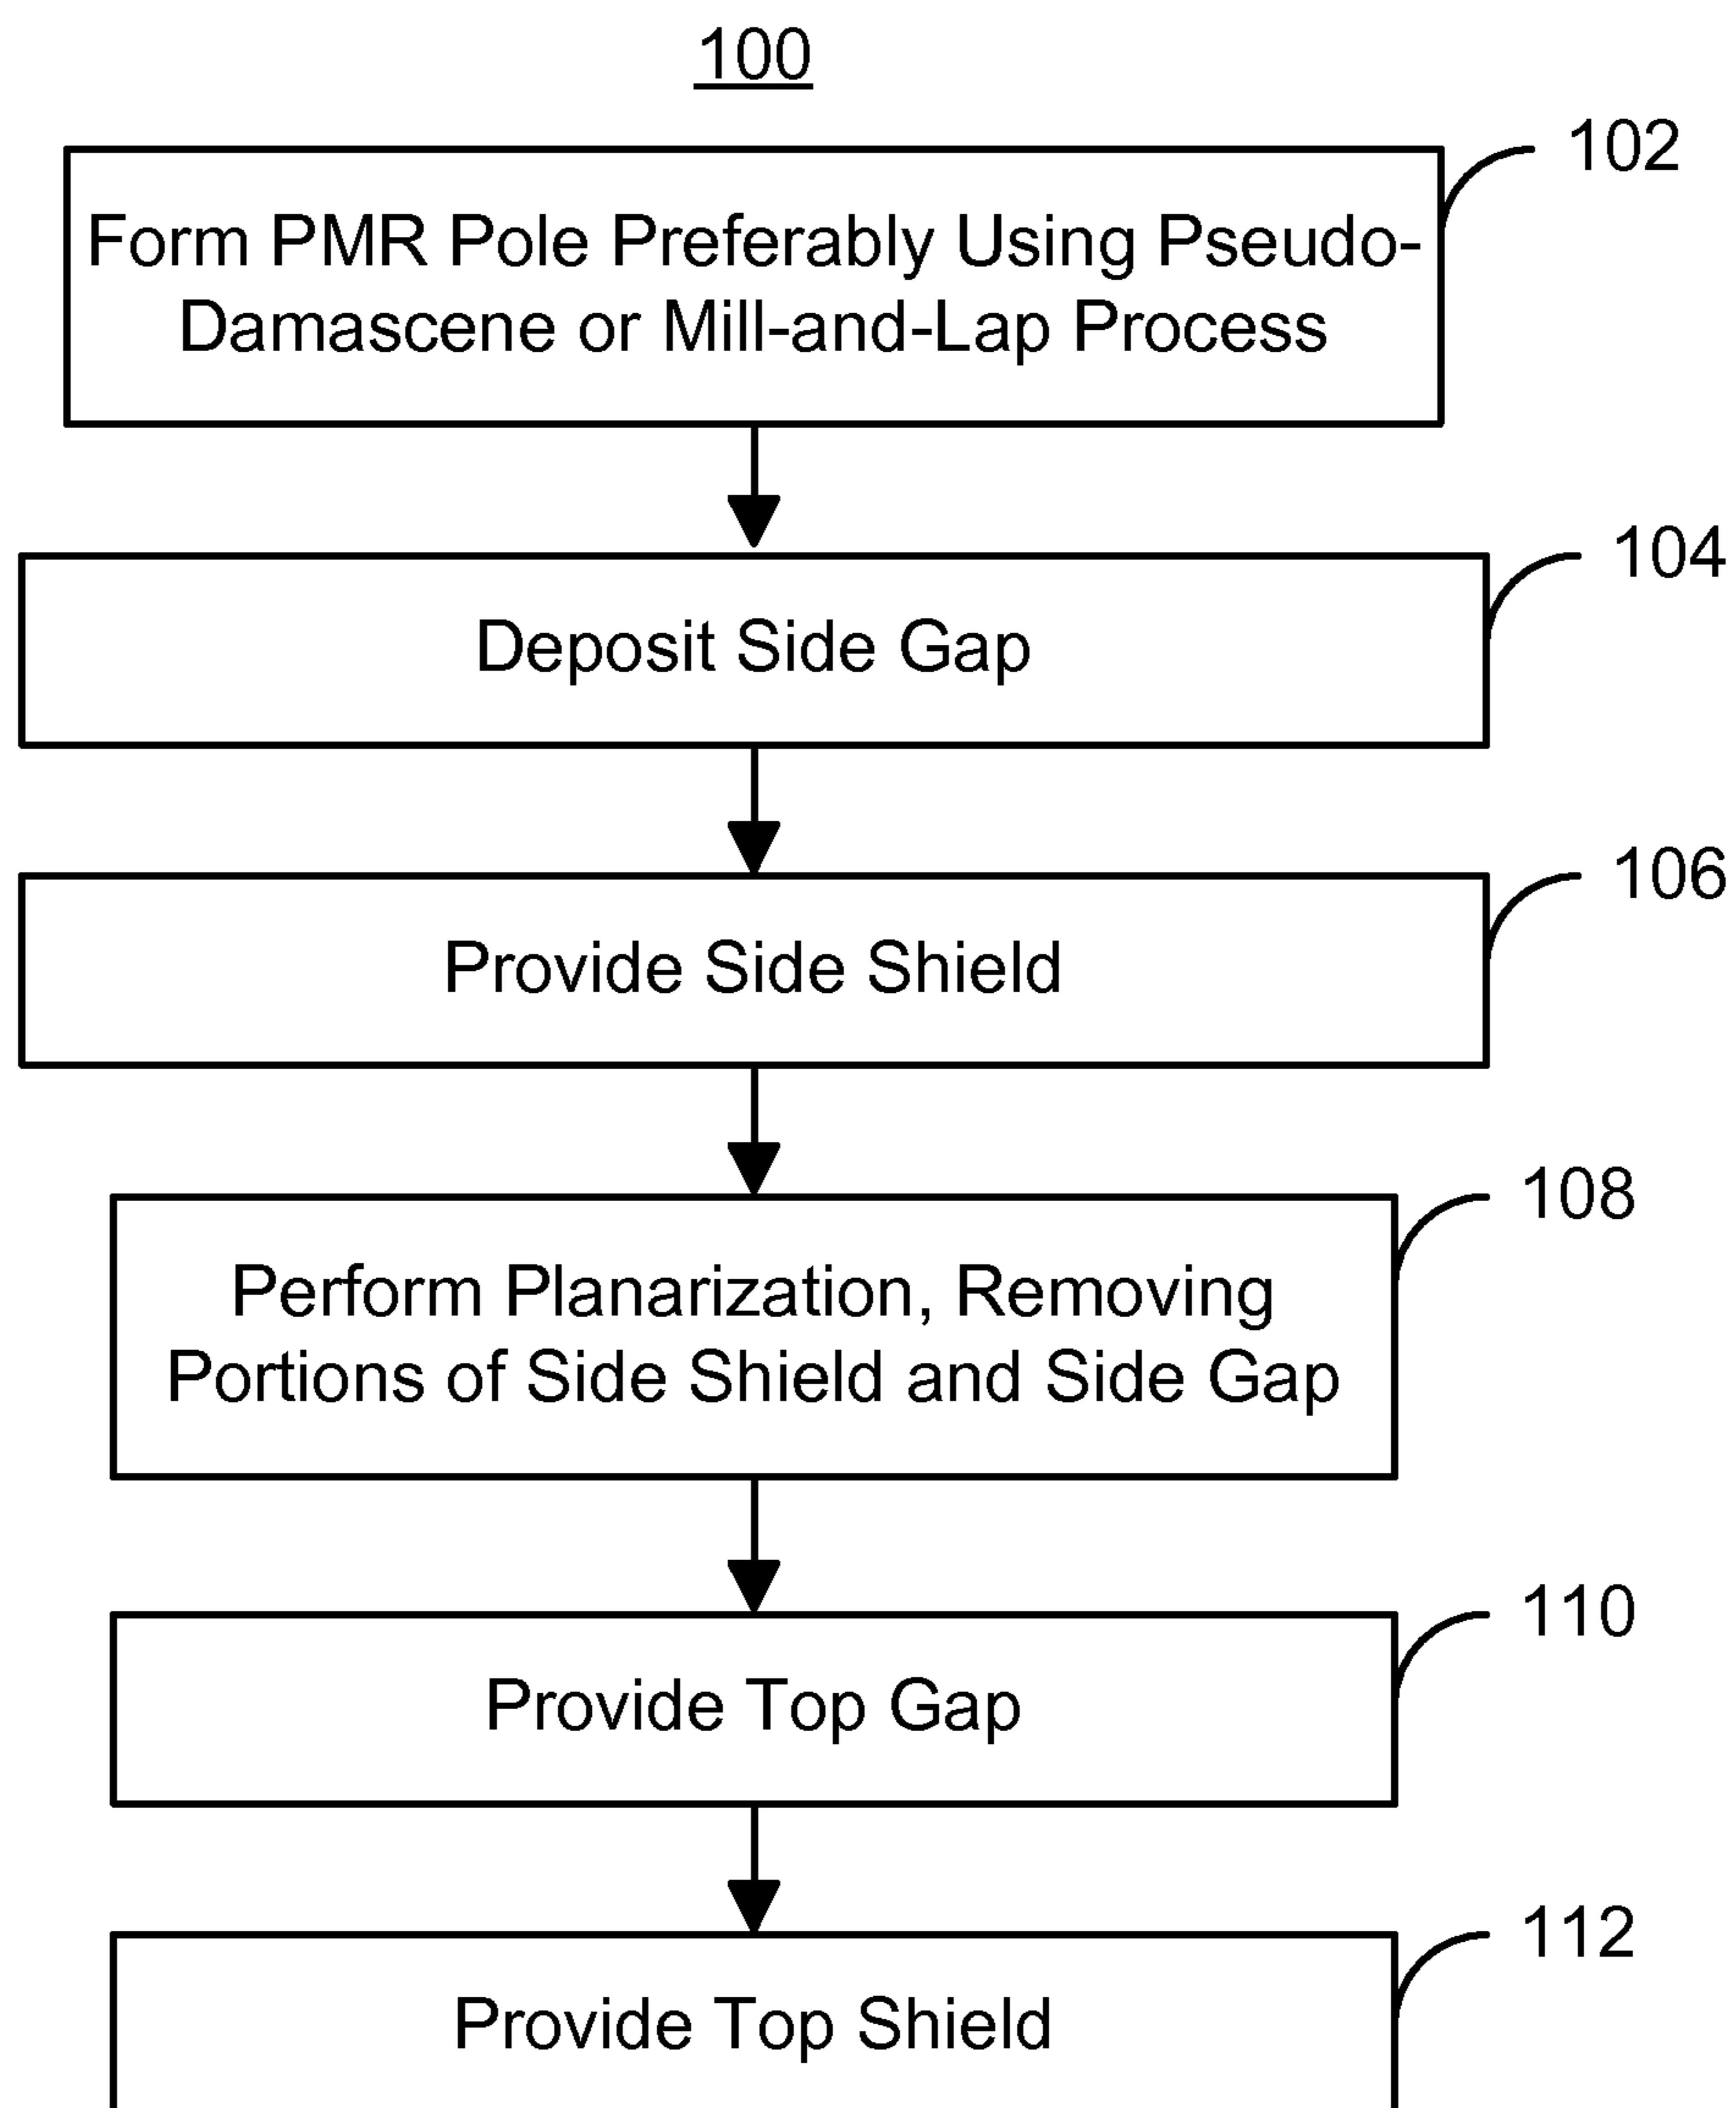 100
102
Form PMR Pole Preferably Using Pseudo-
Damascene or Mill-and-Lap Process
104
Deposit Side Gap
106
Provide Side Shield
108
Perform Planarization, Removing
Portions of Side Shield and Side Gap
110
Provide Top Gap
112
Provide Top Shield